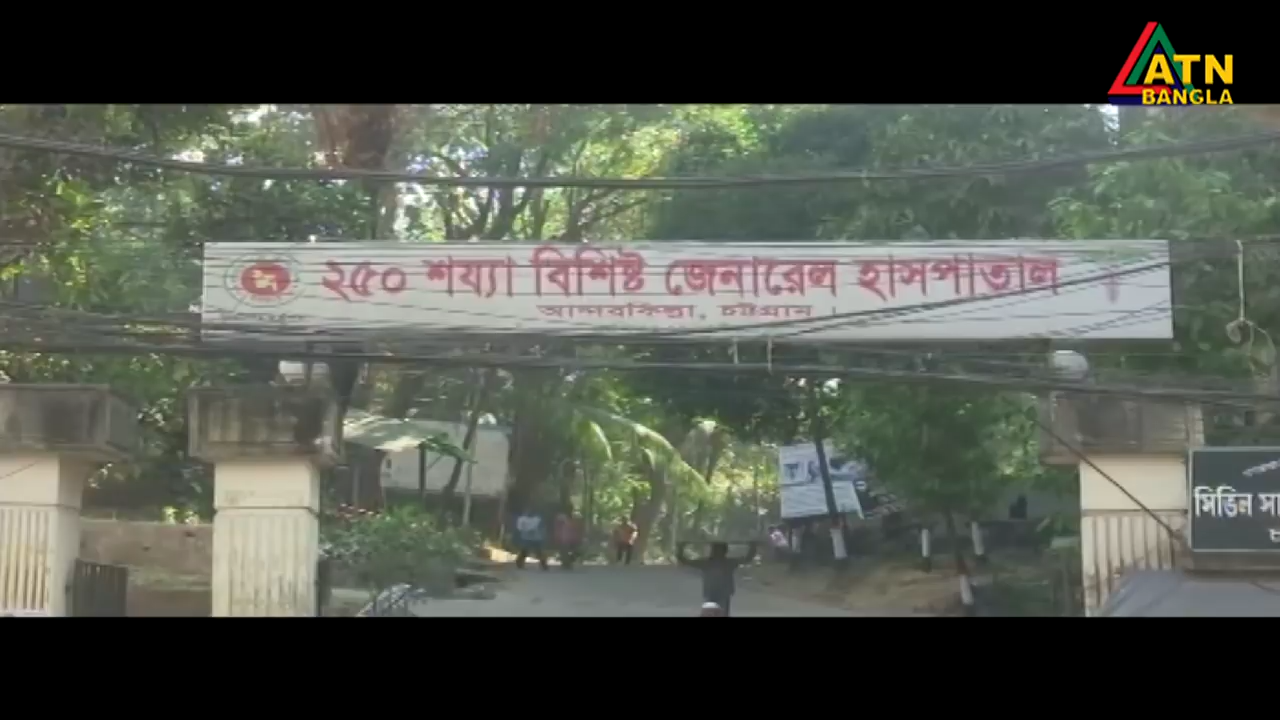 ATN
BANGLA
২৫০ শয্যা বিশিষ্ট জেনারেল হাসপাতাল
আন্দরকিল্লা, চট্টগ্রাম ।
সিভিল